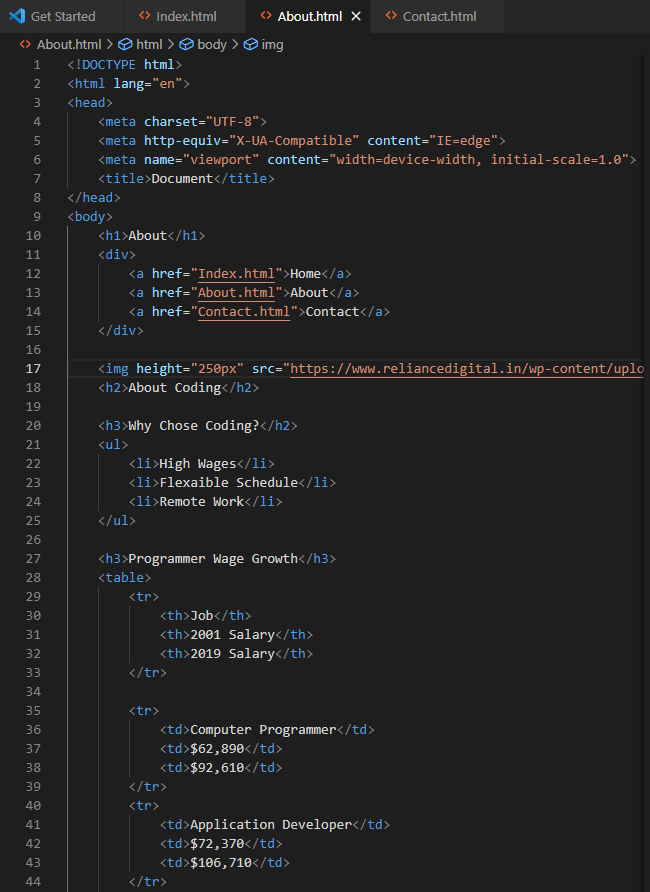 Get Started Index.html About.html Contact.html
About.html > html > body > img
1 <!DOCTYPE html>
2 <html lang="en">
3 <head>
4 <meta charset="UTF-8">
5 <meta http-equiv="X-UA-Compatible" content="IE=edge">
6 <meta name="viewport" content="width=device-width, initial-scale=1.0">
7 <title>Document</title>
8 </head>
9 <body>
10 <h1>About</h1>
11 <div>
12 <a href="Index.html">Home</a>
13 <a href="About.html">About</a>
14 <a href="Contact.html">Contact</a>
15 </div>
16
17 <img height="250px" src="https://www.reliancedigital.in/wp-content/uplo
18 <h2>About Coding</h2>
19
20 <h3>Why Chose Coding?</h2>
21 <ul>
22 <li>High Wages</li>
23 <li>Flexaible Schedule</li>
24 <li>Remote Work</li>
25 </ul>
26
27 <h3>Programmer Wage Growth</h3>
28 <table>
29 <tr>
30 <th>Job</th>
31 <th>2001 Salary</th>
32 <th>2019 Salary</th>
33 </tr>
34
35 <tr>
36 <td>Computer Programmer</td>
37 <td>$62,890</td>
38 <td>$92,610</td>
39 </tr>
40 <tr>
41 <td>Application Developer</td>
42 <td>$72,370</td>
43 <td>$106,710</td>
44 </tr>